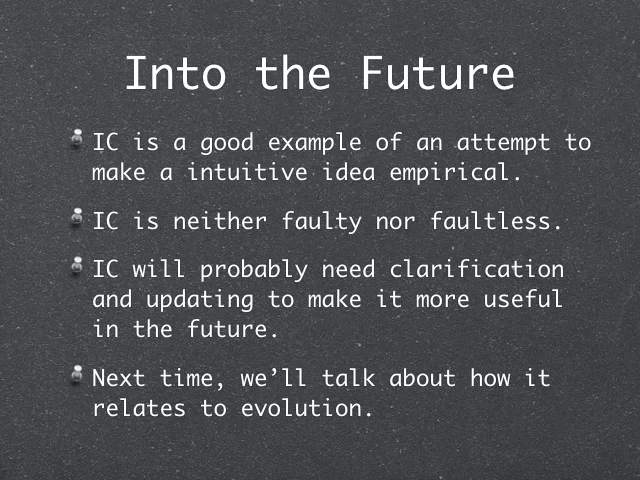 Into the Future
IC is a good example of an attempt to
make a intuitive idea empirical.
IC is neither faulty nor faultless.
IC will probably need clarification
and updating to make it more useful
in the future.
Next time, we’ll talk about how it
relates to evolution.